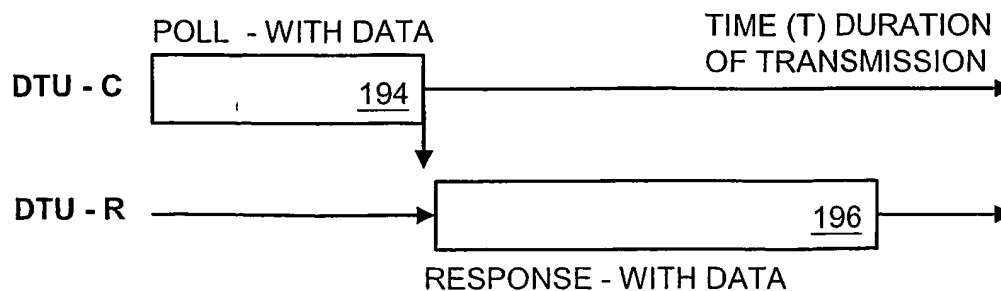 POLL - WITH DATA
TIME (T) DURATION
OF TRANSMISSION
DTU - C
194
DTU - R
196
RESPONSE - WITH DATA